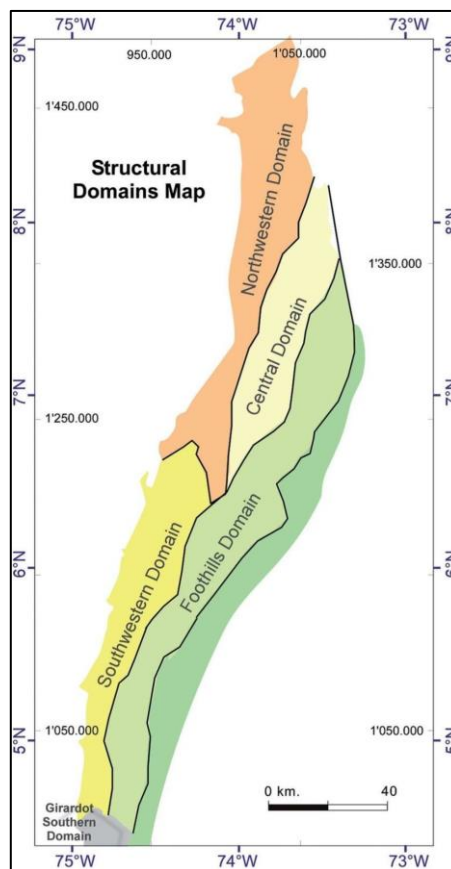 75°W
74°W
73°W
950.000
1'050.000
9°N
9°N
1'450.000
Structural
Domains Map
Northwestern Domain
8°N
8°N
1'350.000
Central Domain
7°N
7°N
1'250.000
Southwestern Domain
Foothills Domain
6°N
6°N
1'050.000
1'050.000
5°N
5°N
0 km.
40
Girardot
Southern
Domain
75°W
74°W
73°W